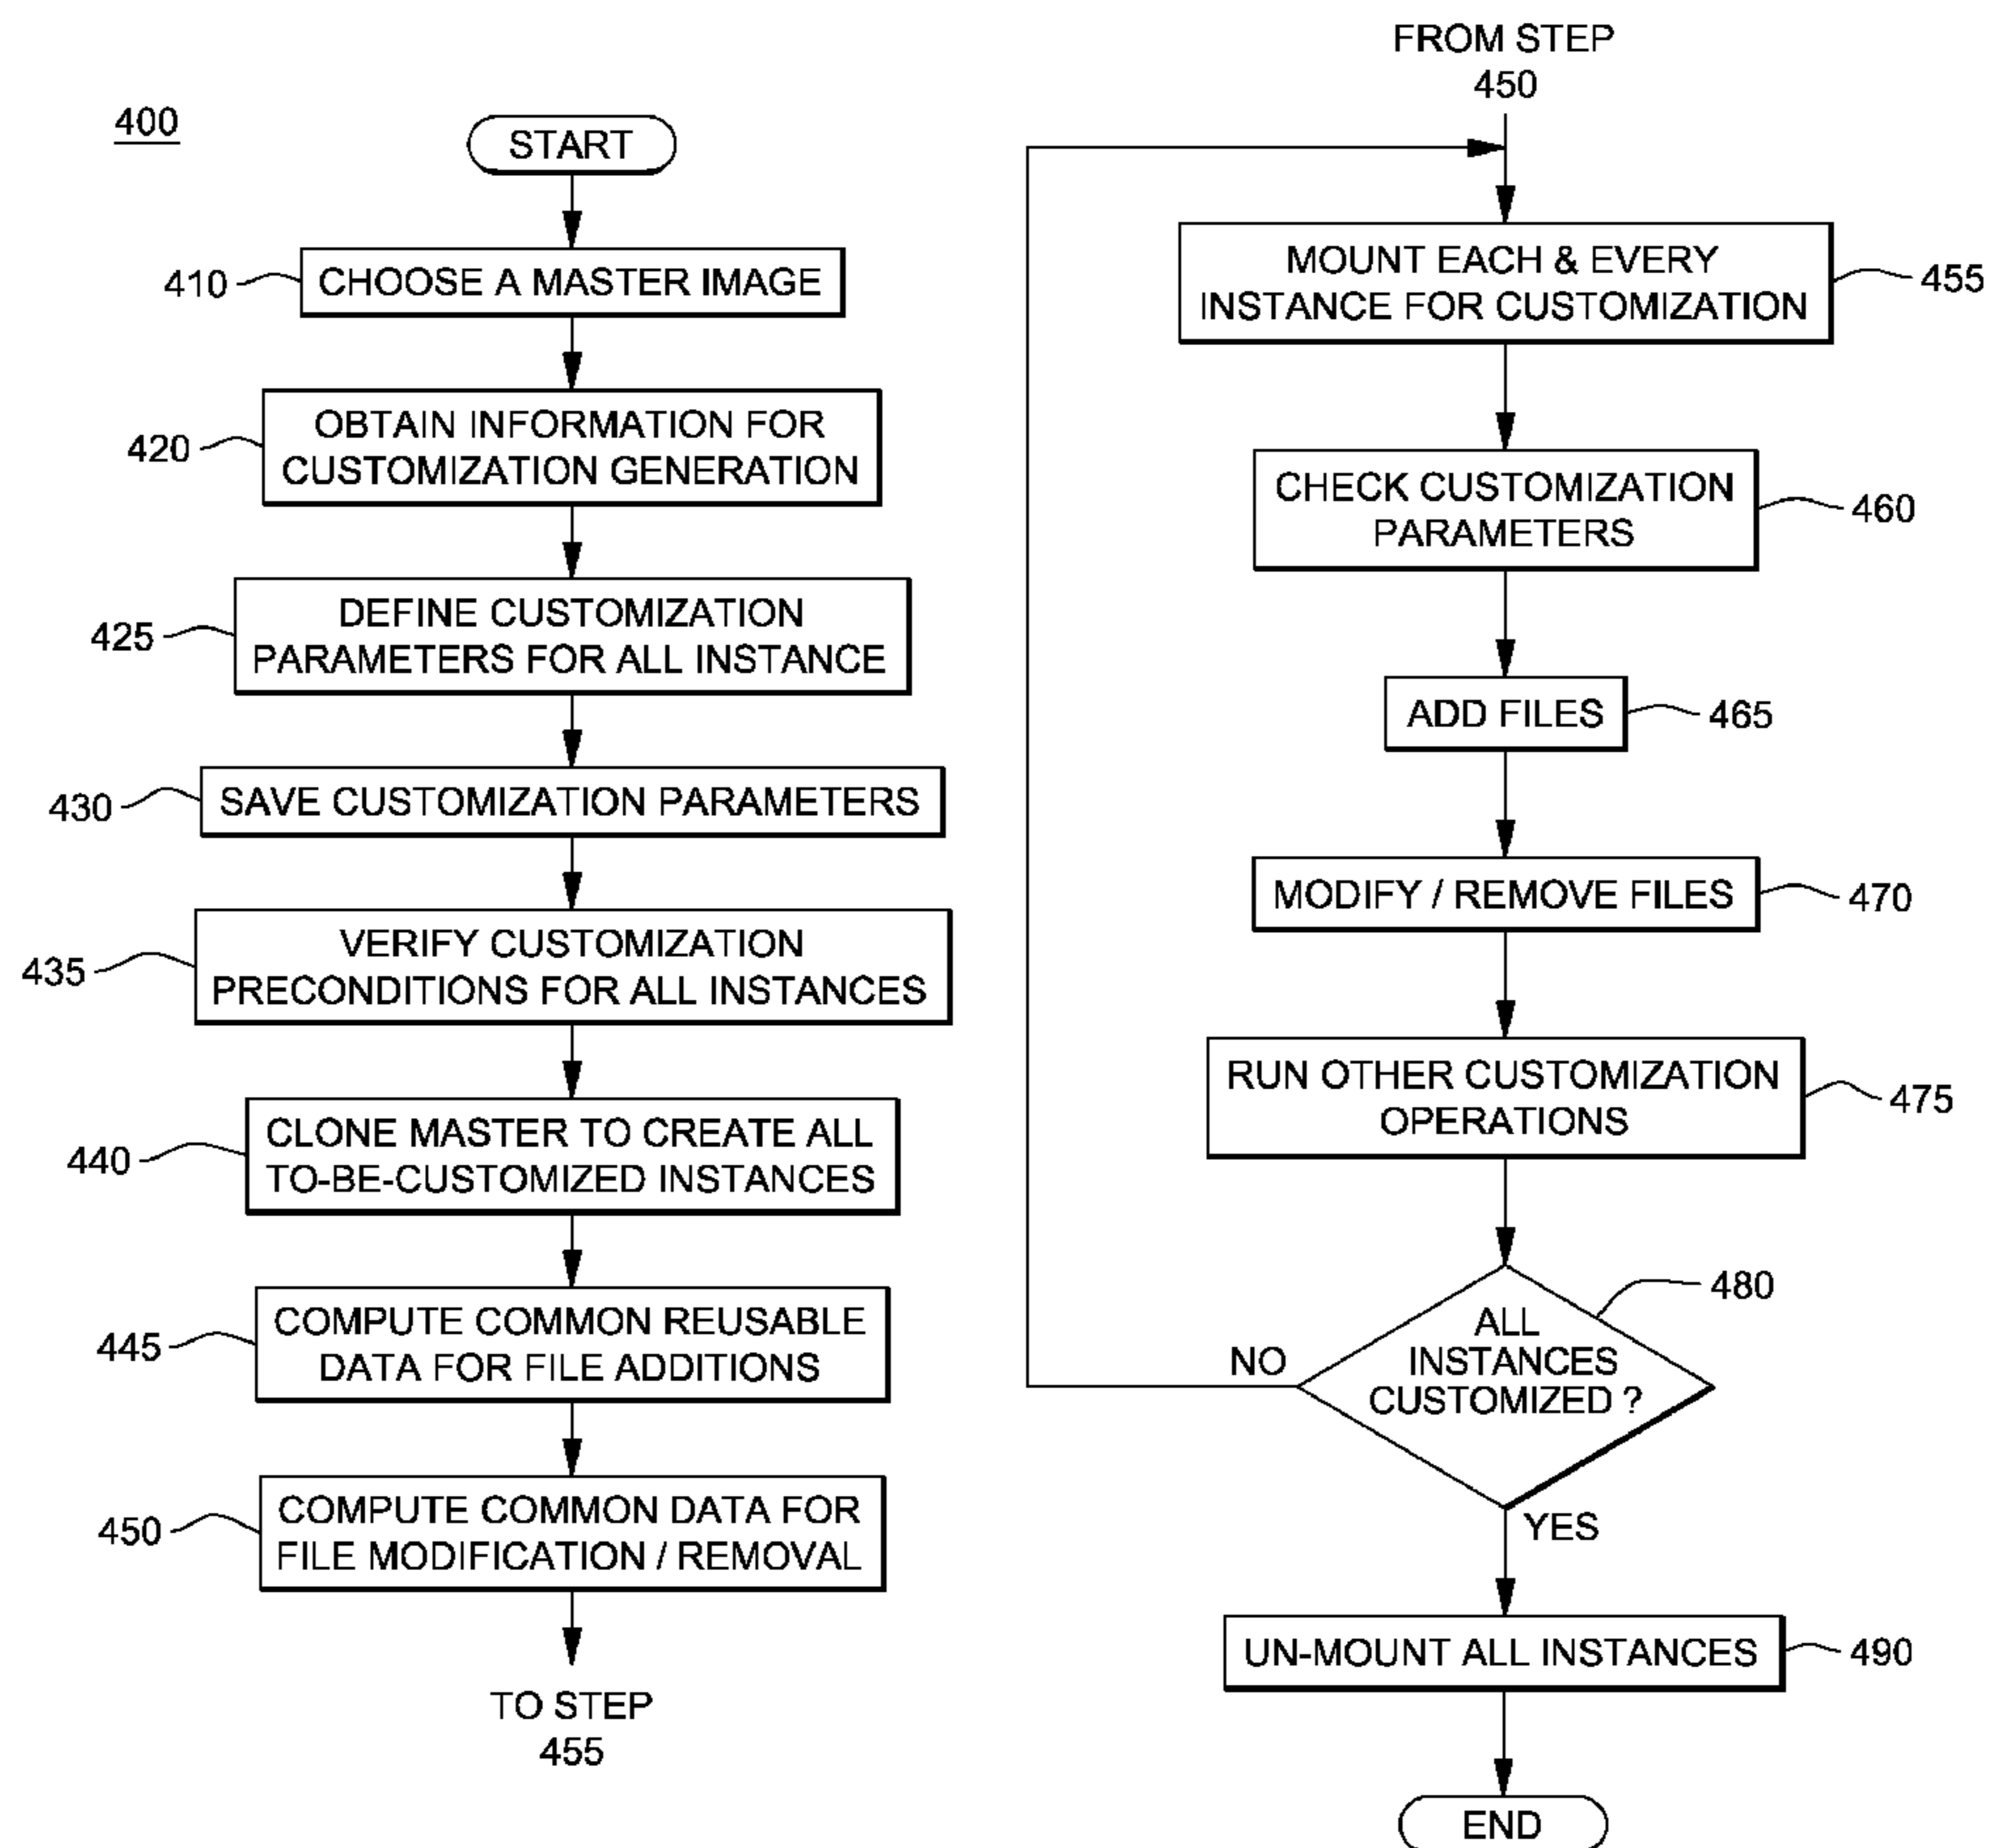 400
START
410
CHOOSE A MASTER IMAGE
420
OBTAIN INFORMATION FOR
CUSTOMIZATION GENERATION
425
DEFINE CUSTOMIZATION
PARAMETERS FOR ALL INSTANCE
430
SAVE CUSTOMIZATION PARAMETERS
435
VERIFY CUSTOMIZATION
PRECONDITIONS FOR ALL INSTANCES
440
CLONE MASTER TO CREATE ALL
TO-BE-CUSTOMIZED INSTANCES
445
COMPUTE COMMON REUSABLE
DATA FOR FILE ADDITIONS
450
COMPUTE COMMON DATA FOR
FILE MODIFICATION / REMOVAL
TO STEP
455
FROM STEP
450
MOUNT EACH & EVERY
INSTANCE FOR CUSTOMIZATION
455
CHECK CUSTOMIZATION
PARAMETERS
460
ADD FILES
465
MODIFY / REMOVE FILES
470
RUN OTHER CUSTOMIZATION
OPERATIONS
475
480
ALL
INSTANCES
CUSTOMIZED ?
NO
YES
UN-MOUNT ALL INSTANCES
490
END